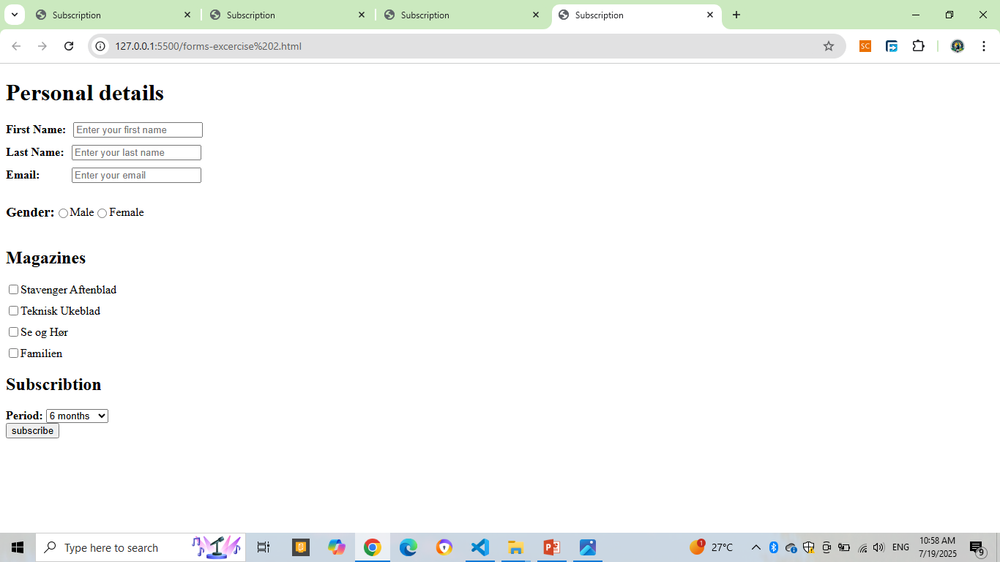 Subscription
Subscription
Subscription
Subscription
127.0.0.1:5500/forms-excercise%202.html
SC
Personal details
First Name: Enter your first name
Last Name: Enter your last name
Email: Enter your email
Gender: Male Female
Magazines
Stavenger Aftenblad
Teknisk Ukeblad
Se og Hør
Familien
Subscribtion
Period: 6 months
subscribe
Type here to search
1
27°C
ENG
10:58 AM
7/19/2025
9